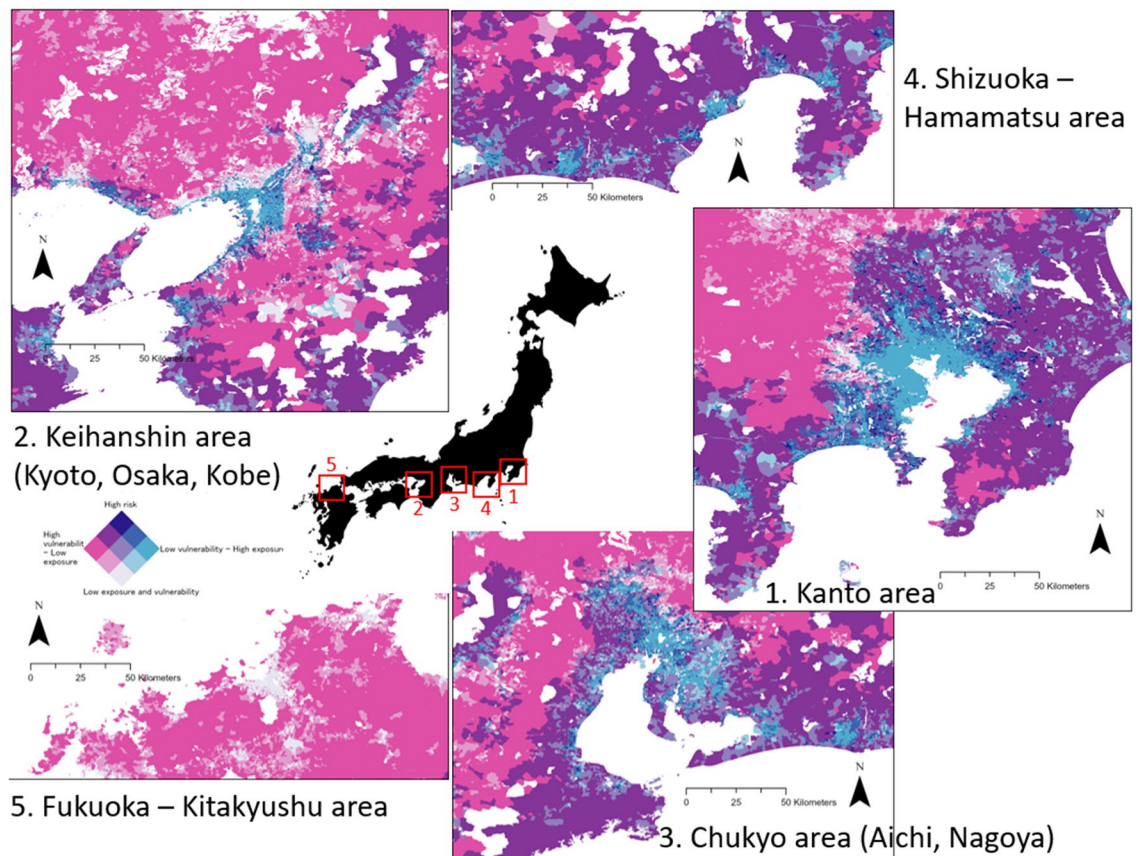 N
0 25 50 Kilometers
2. Keihanshin area
(Kyoto, Osaka, Kobe)
N
0 25 50 Kilometers
4. Shizuoka –
Hamamatsu area
N
0 25 50 Kilometers
1. Kanto area
5
2
3
4
1
High risk
High
vulnerabilit
– Low
exposure
Low vulnerability – High exposur
Low exposure and vulnerability
N
0 50 Kilometers
5. Fukuoka – Kitakyushu area
N
0 25 50 Kilometers
3. Chukyo area (Aichi, Nagoya)